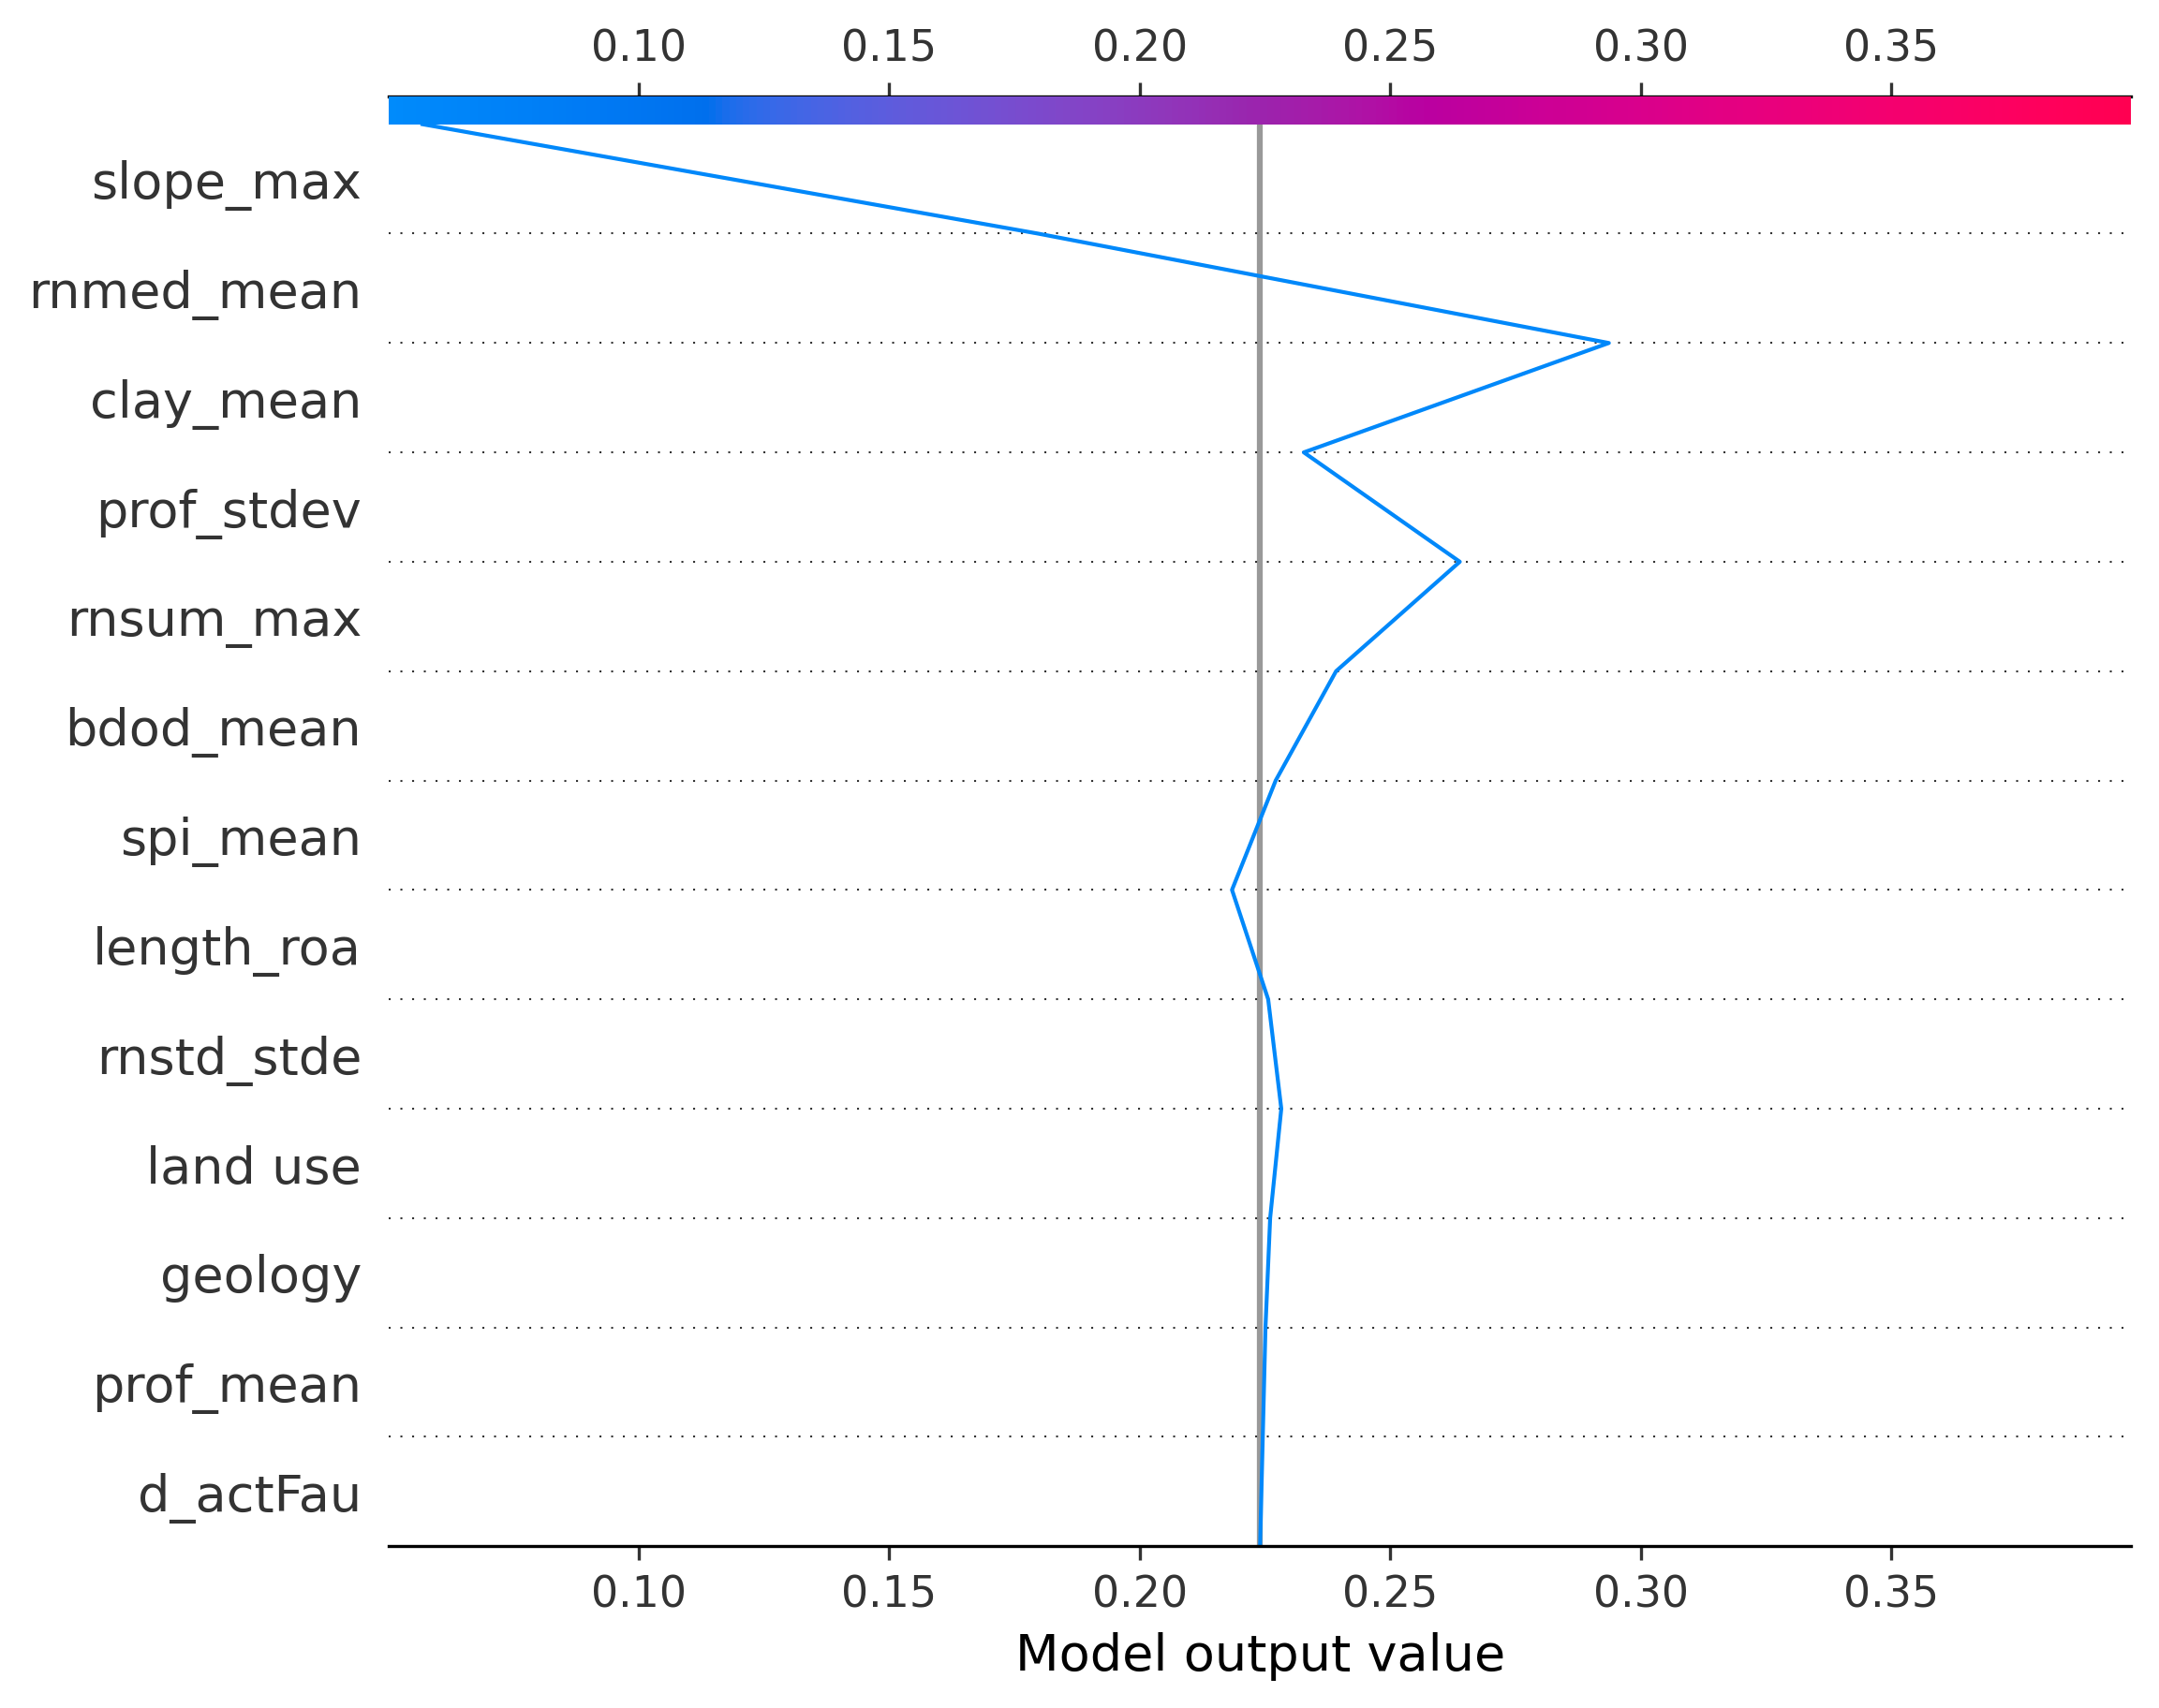 0.10 0.15 0.20 0.25 0.30 0.35
slope_max
rnmed_mean
clay_mean
prof_stdev
rnsum_max
bdod_mean
spi_mean
length_roa
rnstd_stde
land use
geology
prof_mean
d_actFau
0.10 0.15 0.20 0.25 0.30 0.35
Model output value